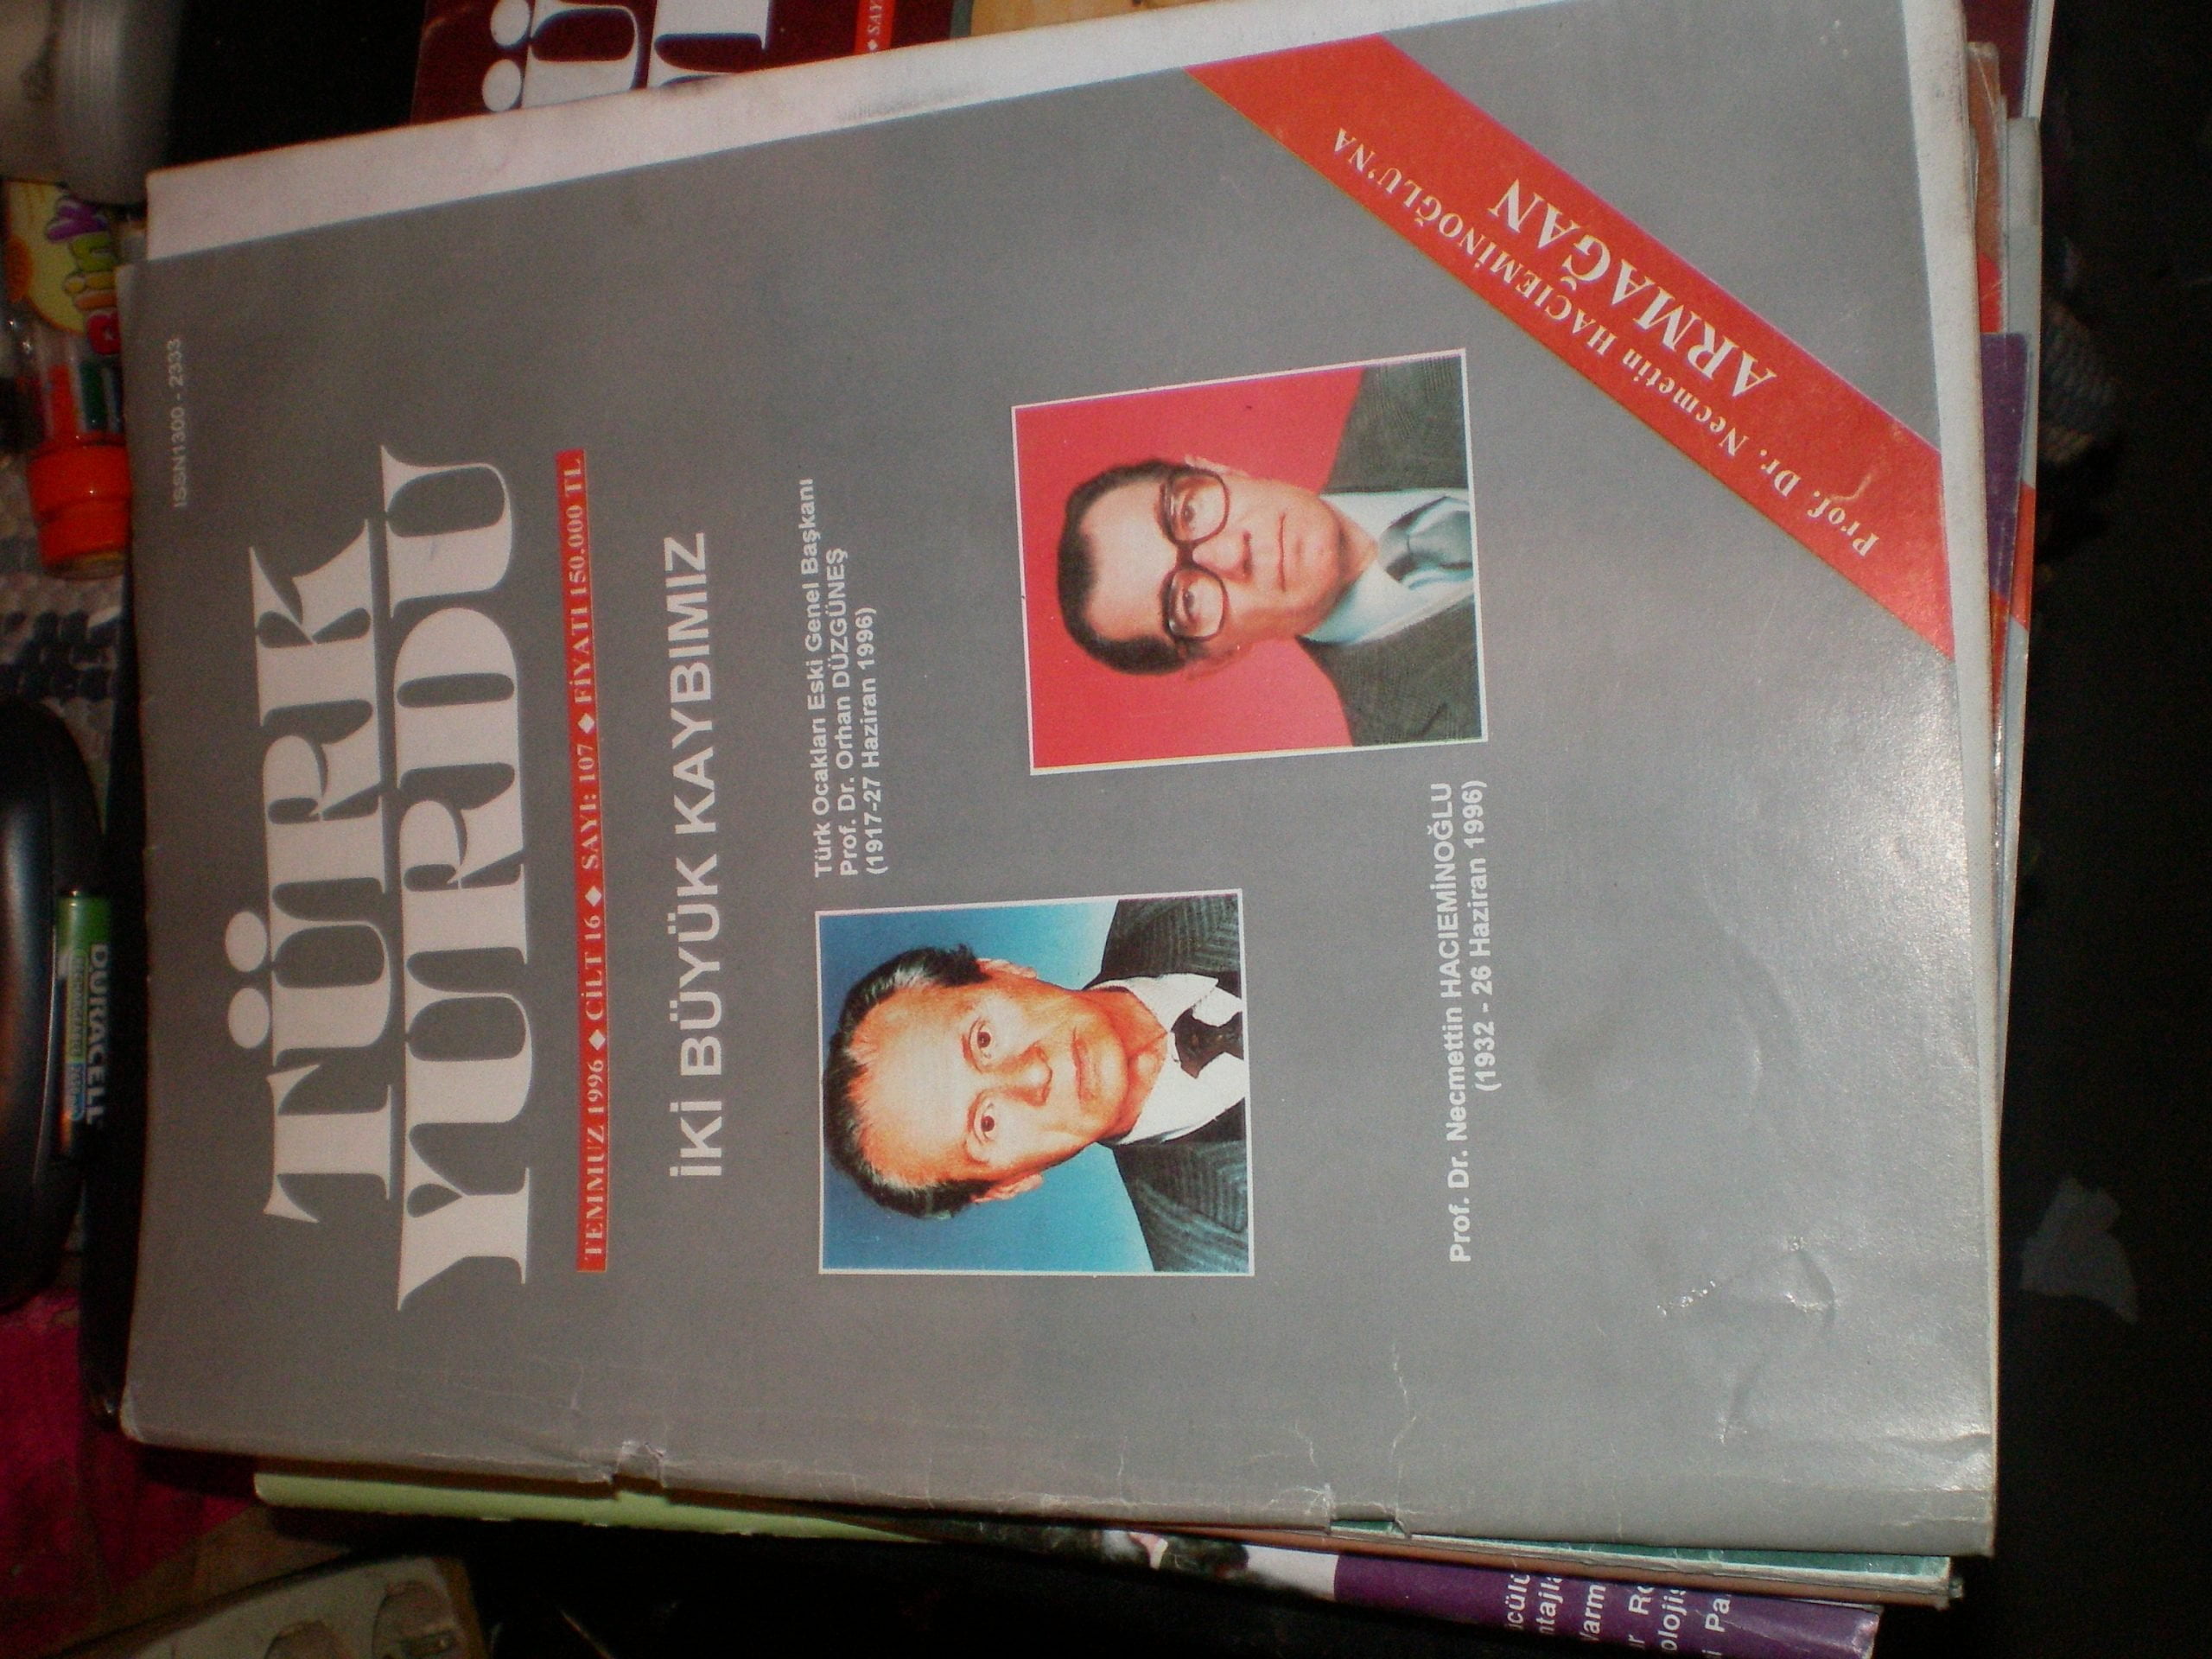 ISSN1300 - 2333
TÜRK
YURDU
TEMMUZ 1996 ◆ CİLT 16 ◆ SAYI: 107 ◆ FİYATI 150.000 TL
İKİ BÜYÜK KAYBIMIZ
Türk Ocakları Eski Genel Başkanı
Prof. Dr. Orhan DÜZGÜNEŞ
(1917-27 Haziran 1996)
Prof. Dr. Necmettin HACIEMİNOĞLU
(1932 - 26 Haziran 1996)
Prof. Dr. Necmettin HACIEMİNOĞLU'NA
ARMAĞAN
DURACELL